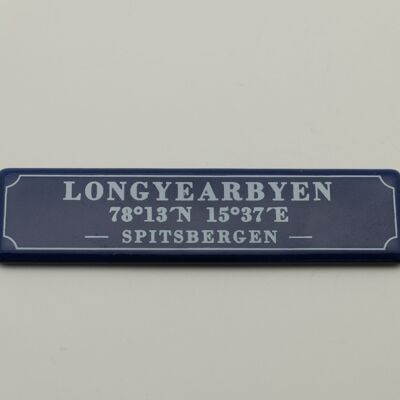 LONGYEARBYEN
78°13′N 15°37′E
— SPITSBERGEN —